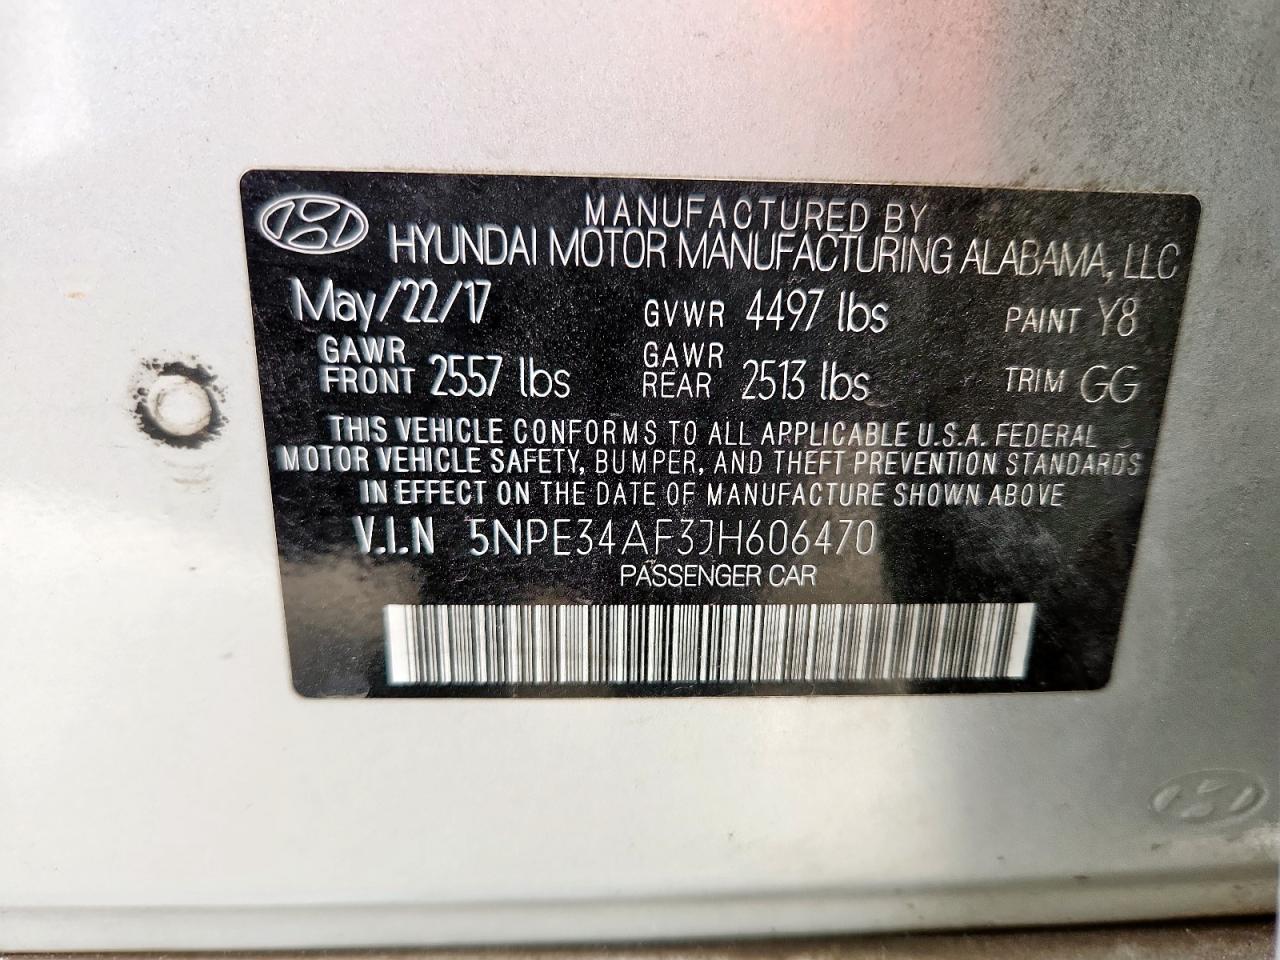 MANUFACTURED BY
HYUNDAI MOTOR MANUFACTURING ALABAMA, LLC
May/22/17 GVWR 4497 lbs PAINT Y8
GAWR FRONT 2557 lbs GAWR REAR 2513 lbs TRIM GG
THIS VEHICLE CONFORMS TO ALL APPLICABLE U.S.A. FEDERAL
MOTOR VEHICLE SAFETY, BUMPER, AND THEFT PREVENTION STANDARDS
IN EFFECT ON THE DATE OF MANUFACTURE SHOWN ABOVE
V.I.N 5NPE34AF3JH606470
PASSENGER CAR